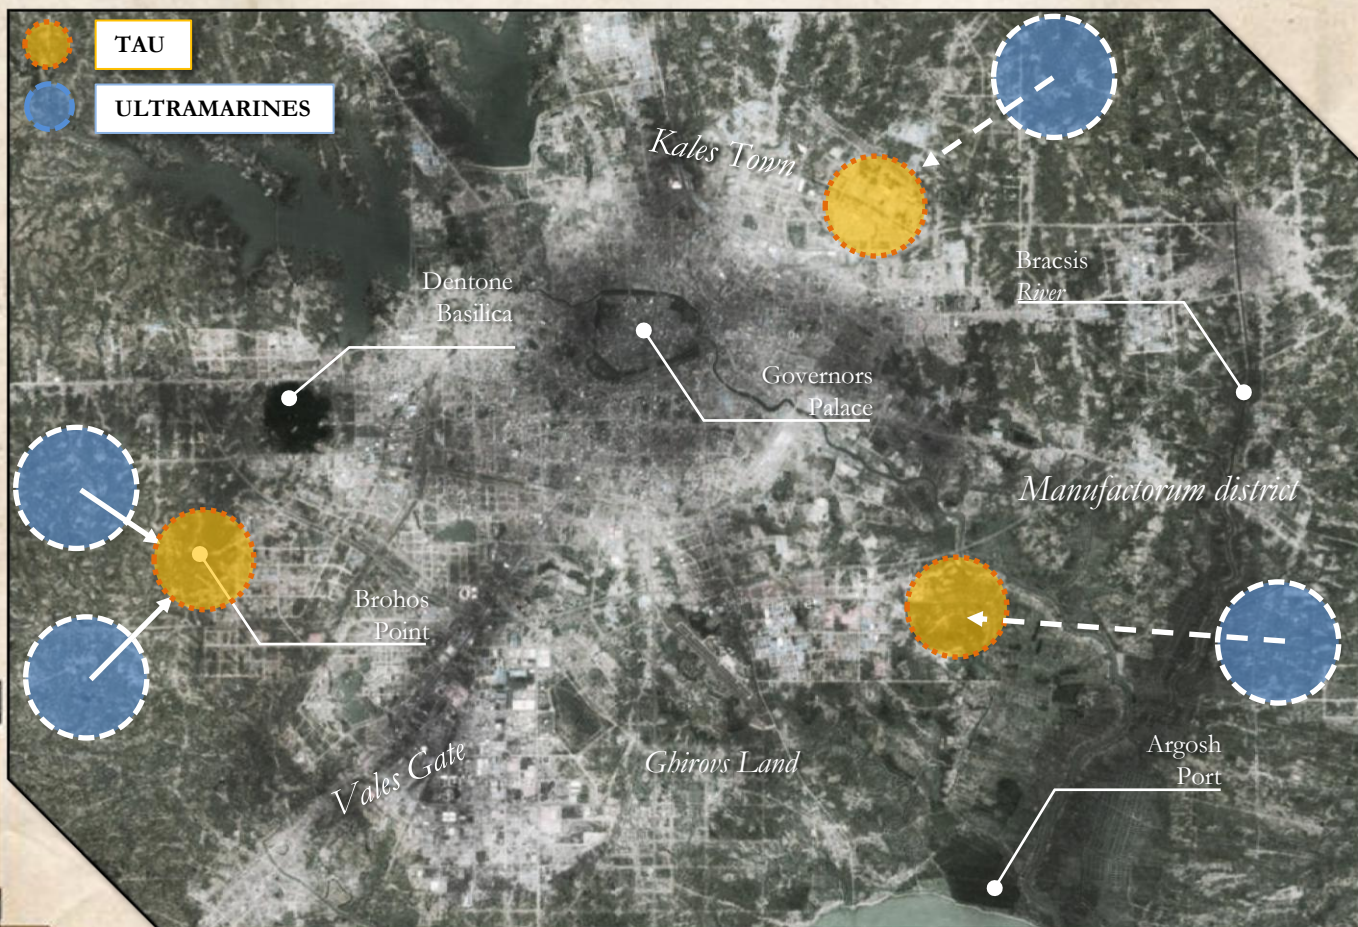 TAU
ULTRAMARINES
Kales Town
Dentone
Basilica
Bracsis
River
Governors
Palace
Manufactorum district
Brohos
Point
Vales Gate
Ghirovs Land
Argosh
Port